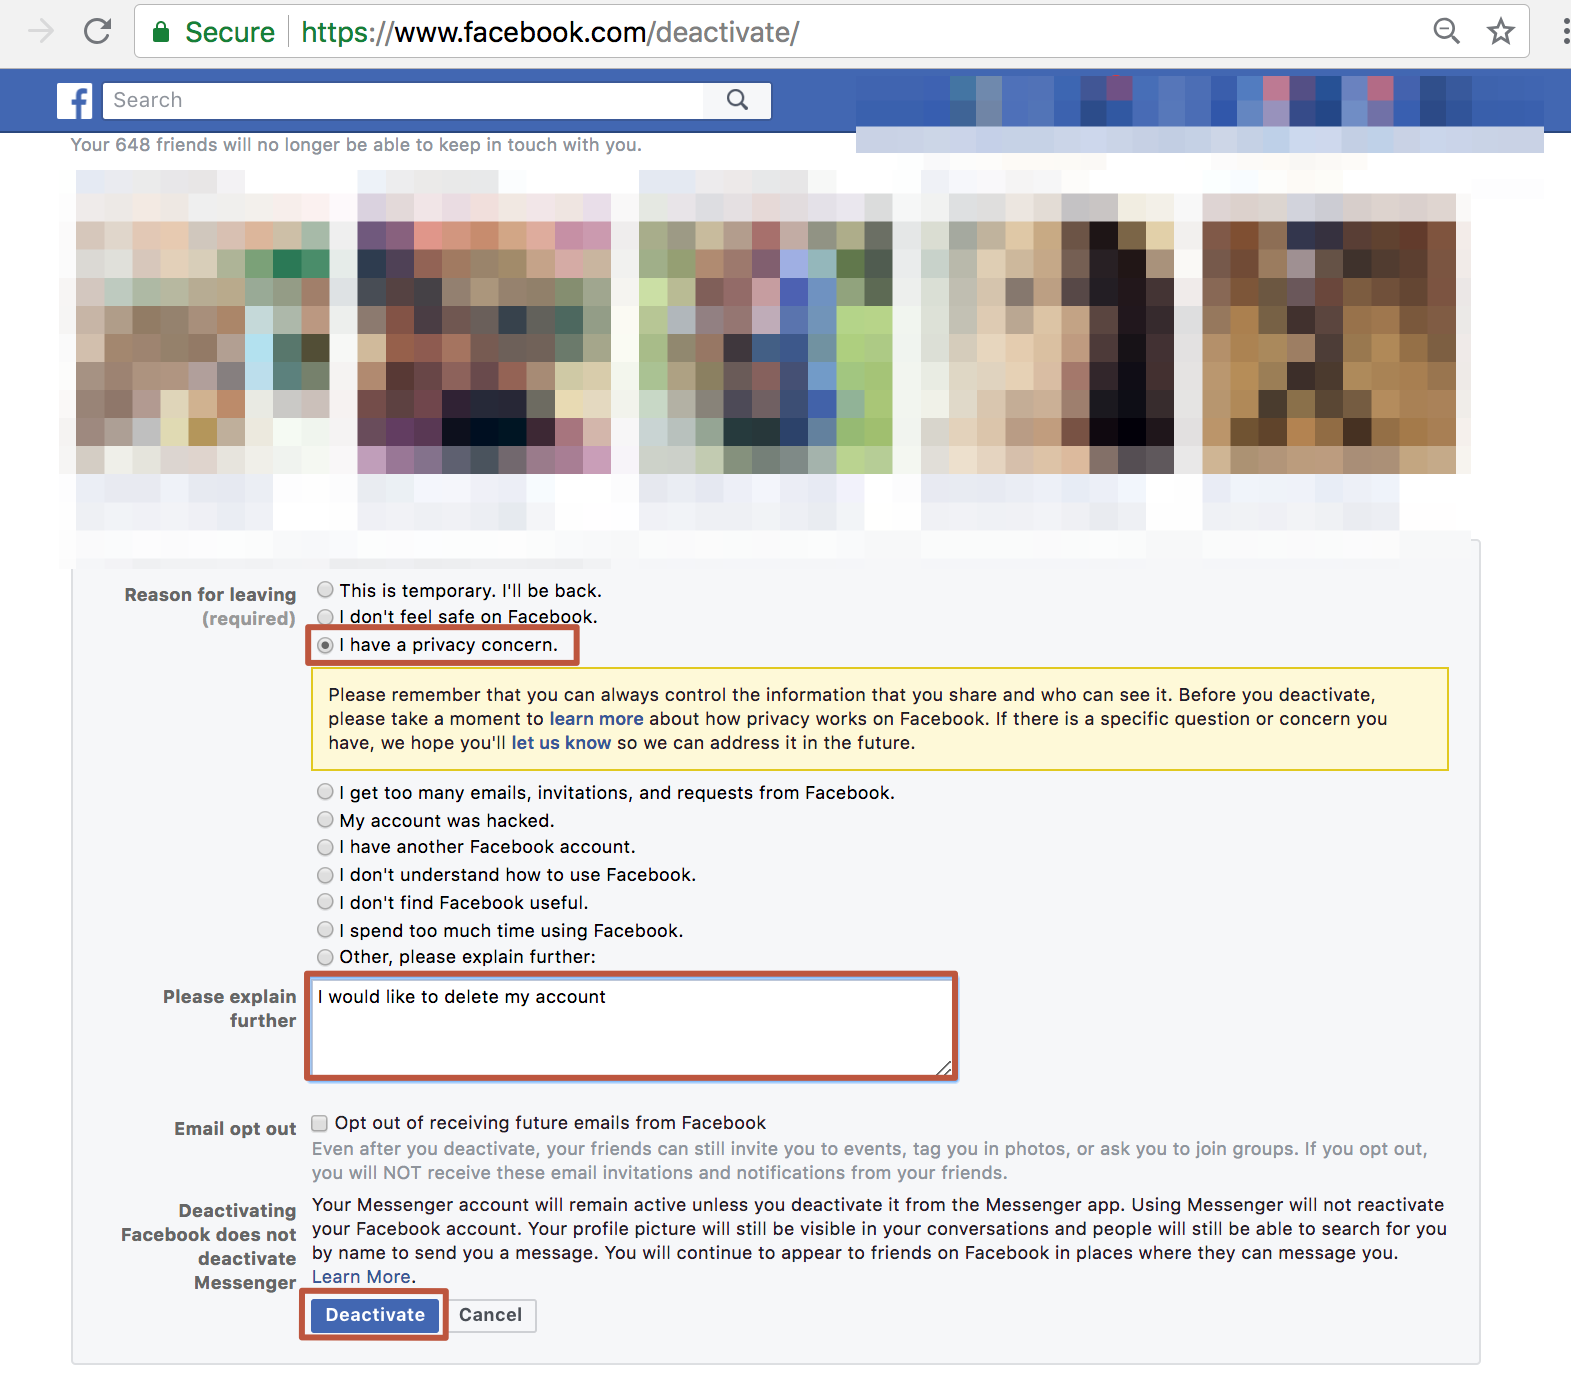 Secure https://www.facebook.com/deactivate/
f Search
Your 648 friends will no longer be able to keep in touch with you.
Reason for leaving
(required)
This is temporary. I'll be back.
I don't feel safe on Facebook.
I have a privacy concern.
Please remember that you can always control the information that you share and who can see it. Before you deactivate,
please take a moment to learn more about how privacy works on Facebook. If there is a specific question or concern you
have, we hope you'll let us know so we can address it in the future.
I get too many emails, invitations, and requests from Facebook.
My account was hacked.
I have another Facebook account.
I don't understand how to use Facebook.
I don't find Facebook useful.
I spend too much time using Facebook.
Other, please explain further:
Please explain
further
I would like to delete my account
Email opt out
Opt out of receiving future emails from Facebook
Even after you deactivate, your friends can still invite you to events, tag you in photos, or ask you to join groups. If you opt out,
you will NOT receive these email invitations and notifications from your friends.
Deactivating
Facebook does not
deactivate
Messenger
Your Messenger account will remain active unless you deactivate it from the Messenger app. Using Messenger will not reactivate
your Facebook account. Your profile picture will still be visible in your conversations and people will still be able to search for you
by name to send you a message. You will continue to appear to friends on Facebook in places where they can message you.
Learn More.
Deactivate Cancel